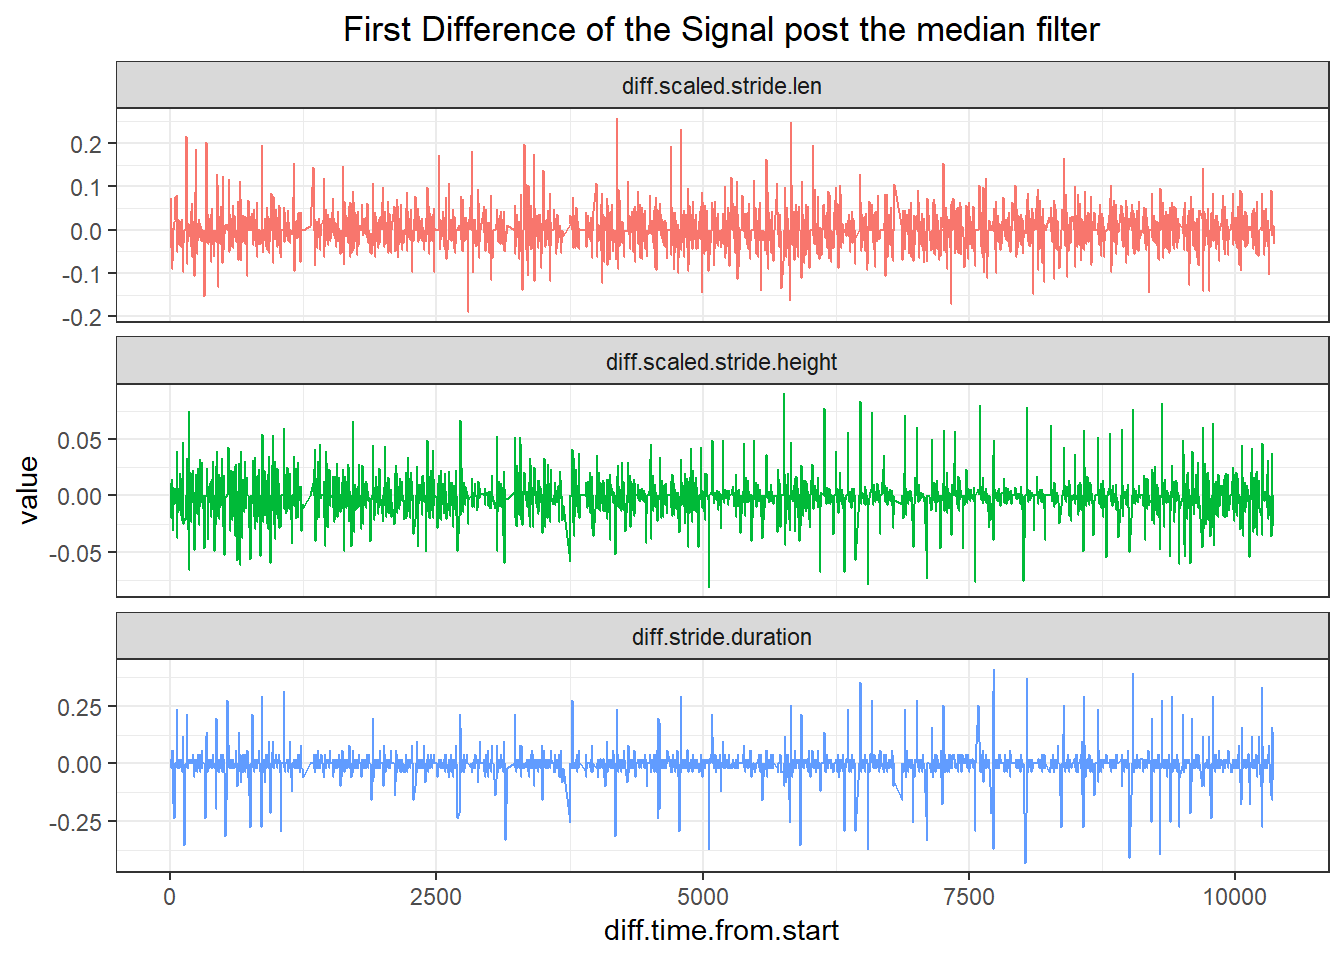 First Difference of the Signal post the median filter
diff.scaled.stride.len
0.2
0.1
0.0
-0.1
-0.2
diff.scaled.stride.height
0.05
0.00
-0.05
value
diff.stride.duration
0.25
0.00
-0.25
0 2500 5000 7500 10000
diff.time.from.start